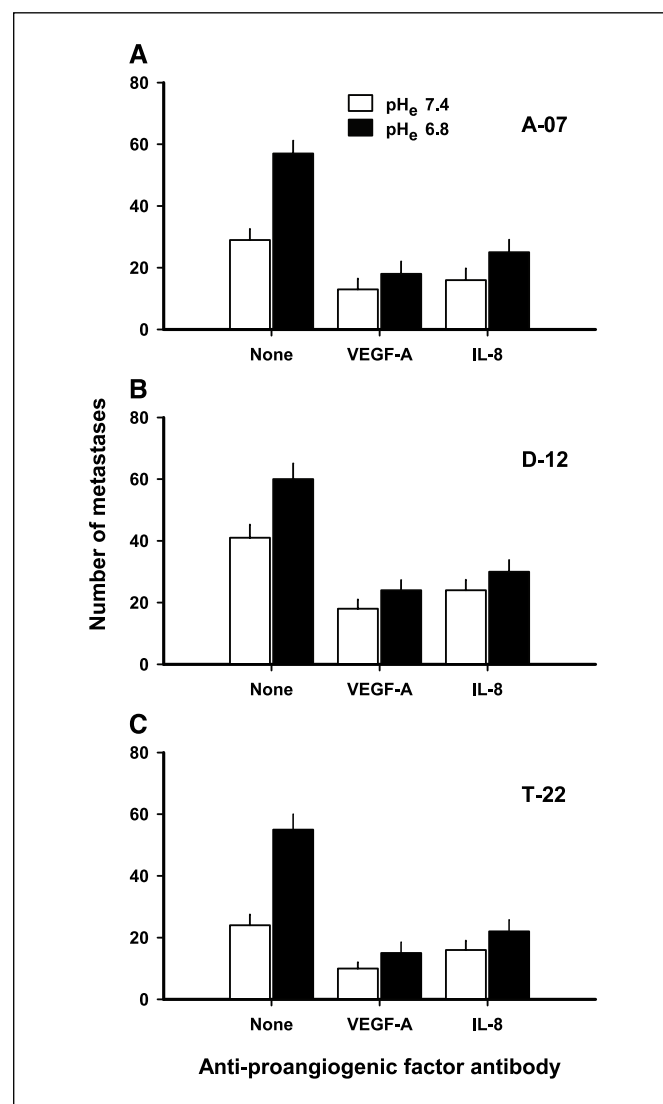 A
80
60
40
20
0
pHe 7.4
pHe 6.8
A-07
None VEGF-A IL-8
B
80
60
40
20
0
D-12
None VEGF-A IL-8
C
80
60
40
20
0
T-22
None VEGF-A IL-8
Number of metastases
Anti-proangiogenic factor antibody